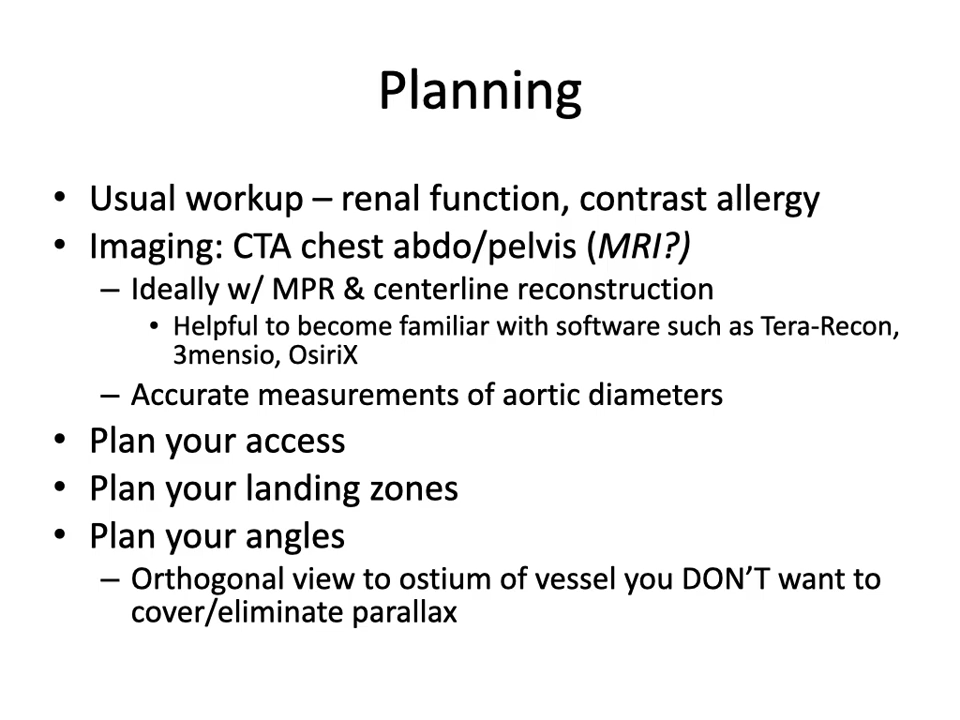 Planning
• Usual workup – renal function, contrast allergy
• Imaging: CTA chest abdo/pelvis (MRI?)
– Ideally w/ MPR & centerline reconstruction
• Helpful to become familiar with software such as Tera-Recon,
3mensio, OsiriX
– Accurate measurements of aortic diameters
• Plan your access
• Plan your landing zones
• Plan your angles
– Orthogonal view to ostium of vessel you DON’T want to
cover/eliminate parallax